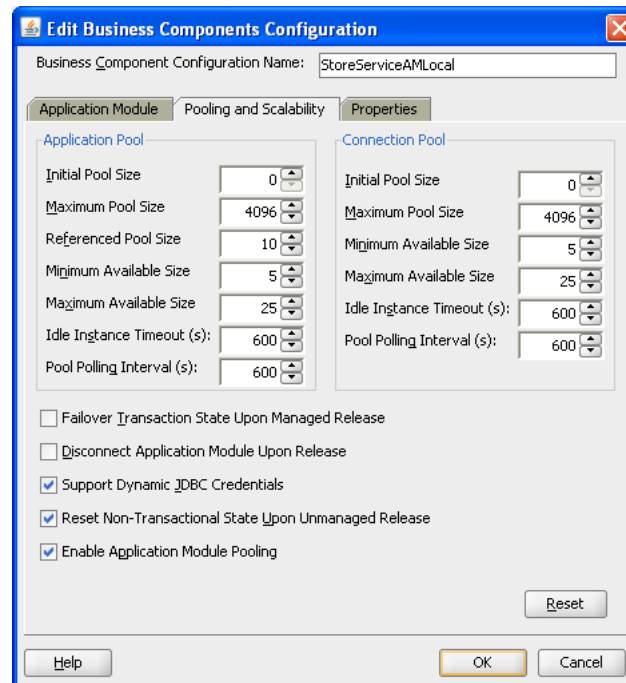 Edit Business Components Configuration
Business Component Configuration Name: StoreServiceAMLocal
Application Module Pooling and Scalability Properties
Application Pool
Initial Pool Size 0
Maximum Pool Size 4096
Referenced Pool Size 10
Minimum Available Size 5
Maximum Available Size 25
Idle Instance Timeout (s): 600
Pool Polling Interval (s): 600
Connection Pool
Initial Pool Size 0
Maximum Pool Size 4096
Minimum Available Size 5
Maximum Available Size 25
Idle Instance Timeout (s): 600
Pool Polling Interval (s): 600
Failover Transaction State Upon Managed Release
Disconnect Application Module Upon Release
Support Dynamic JDBC Credentials
Reset Non-Transactional State Upon Unmanaged Release
Enable Application Module Pooling
Reset
Help OK Cancel